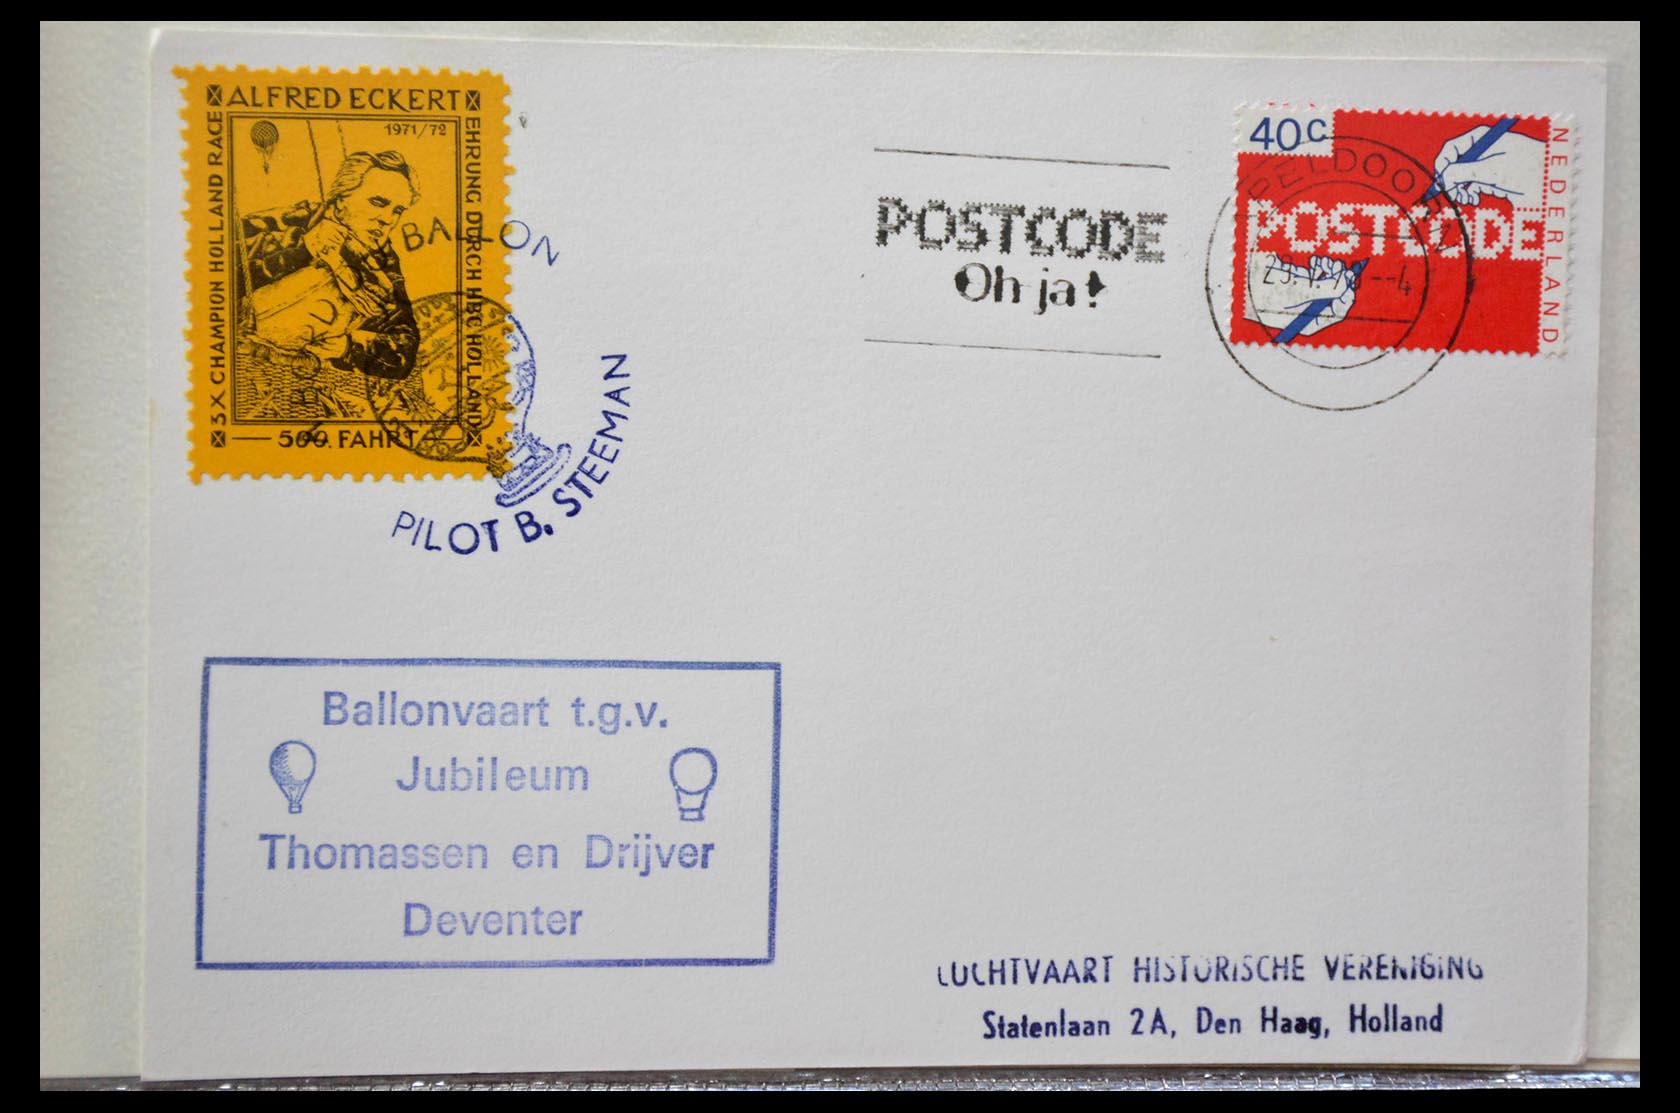 ALFRED ECKERT
1971/72
3 X CHAMPION HOLLAND RACE
EHRUNG DURCH HBC HOLLAND
500. FAHRT
BALLON
PILOT B. STEEMAN
POSTCODE
Oh ja!
40c
NEDERLAND
POSTCODE
PELDOORN
Ballonvaart t.g.v.
Jubileum
Thomassen en Drijver
Deventer
LUCHTVAART HISTORISCHE VERENIGING
Statenlaan 2A, Den Haag, Holland